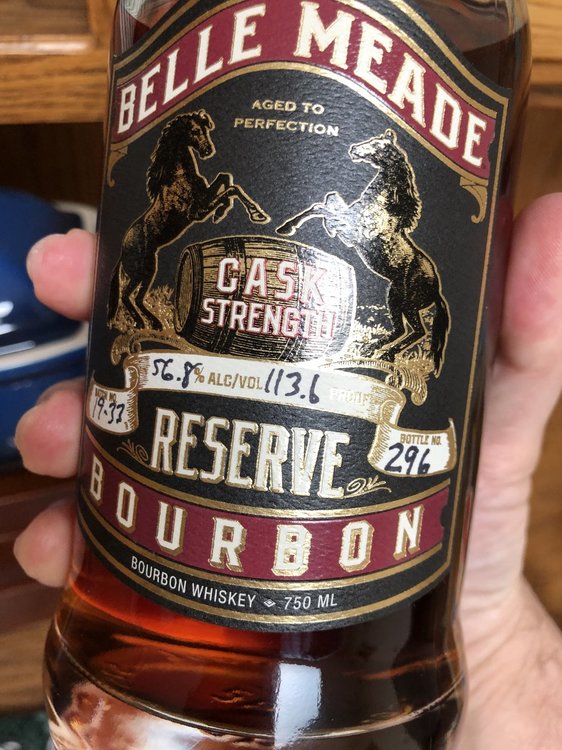 BELLE MEADE
AGED TO
PERFECTION
CASK
STRENGTH
56.8% ALC/VOL 113.6 PROOF
19-33
RESERVE
BOTTLE NO.
296
BOURBON
BOURBON WHISKEY 750 ML